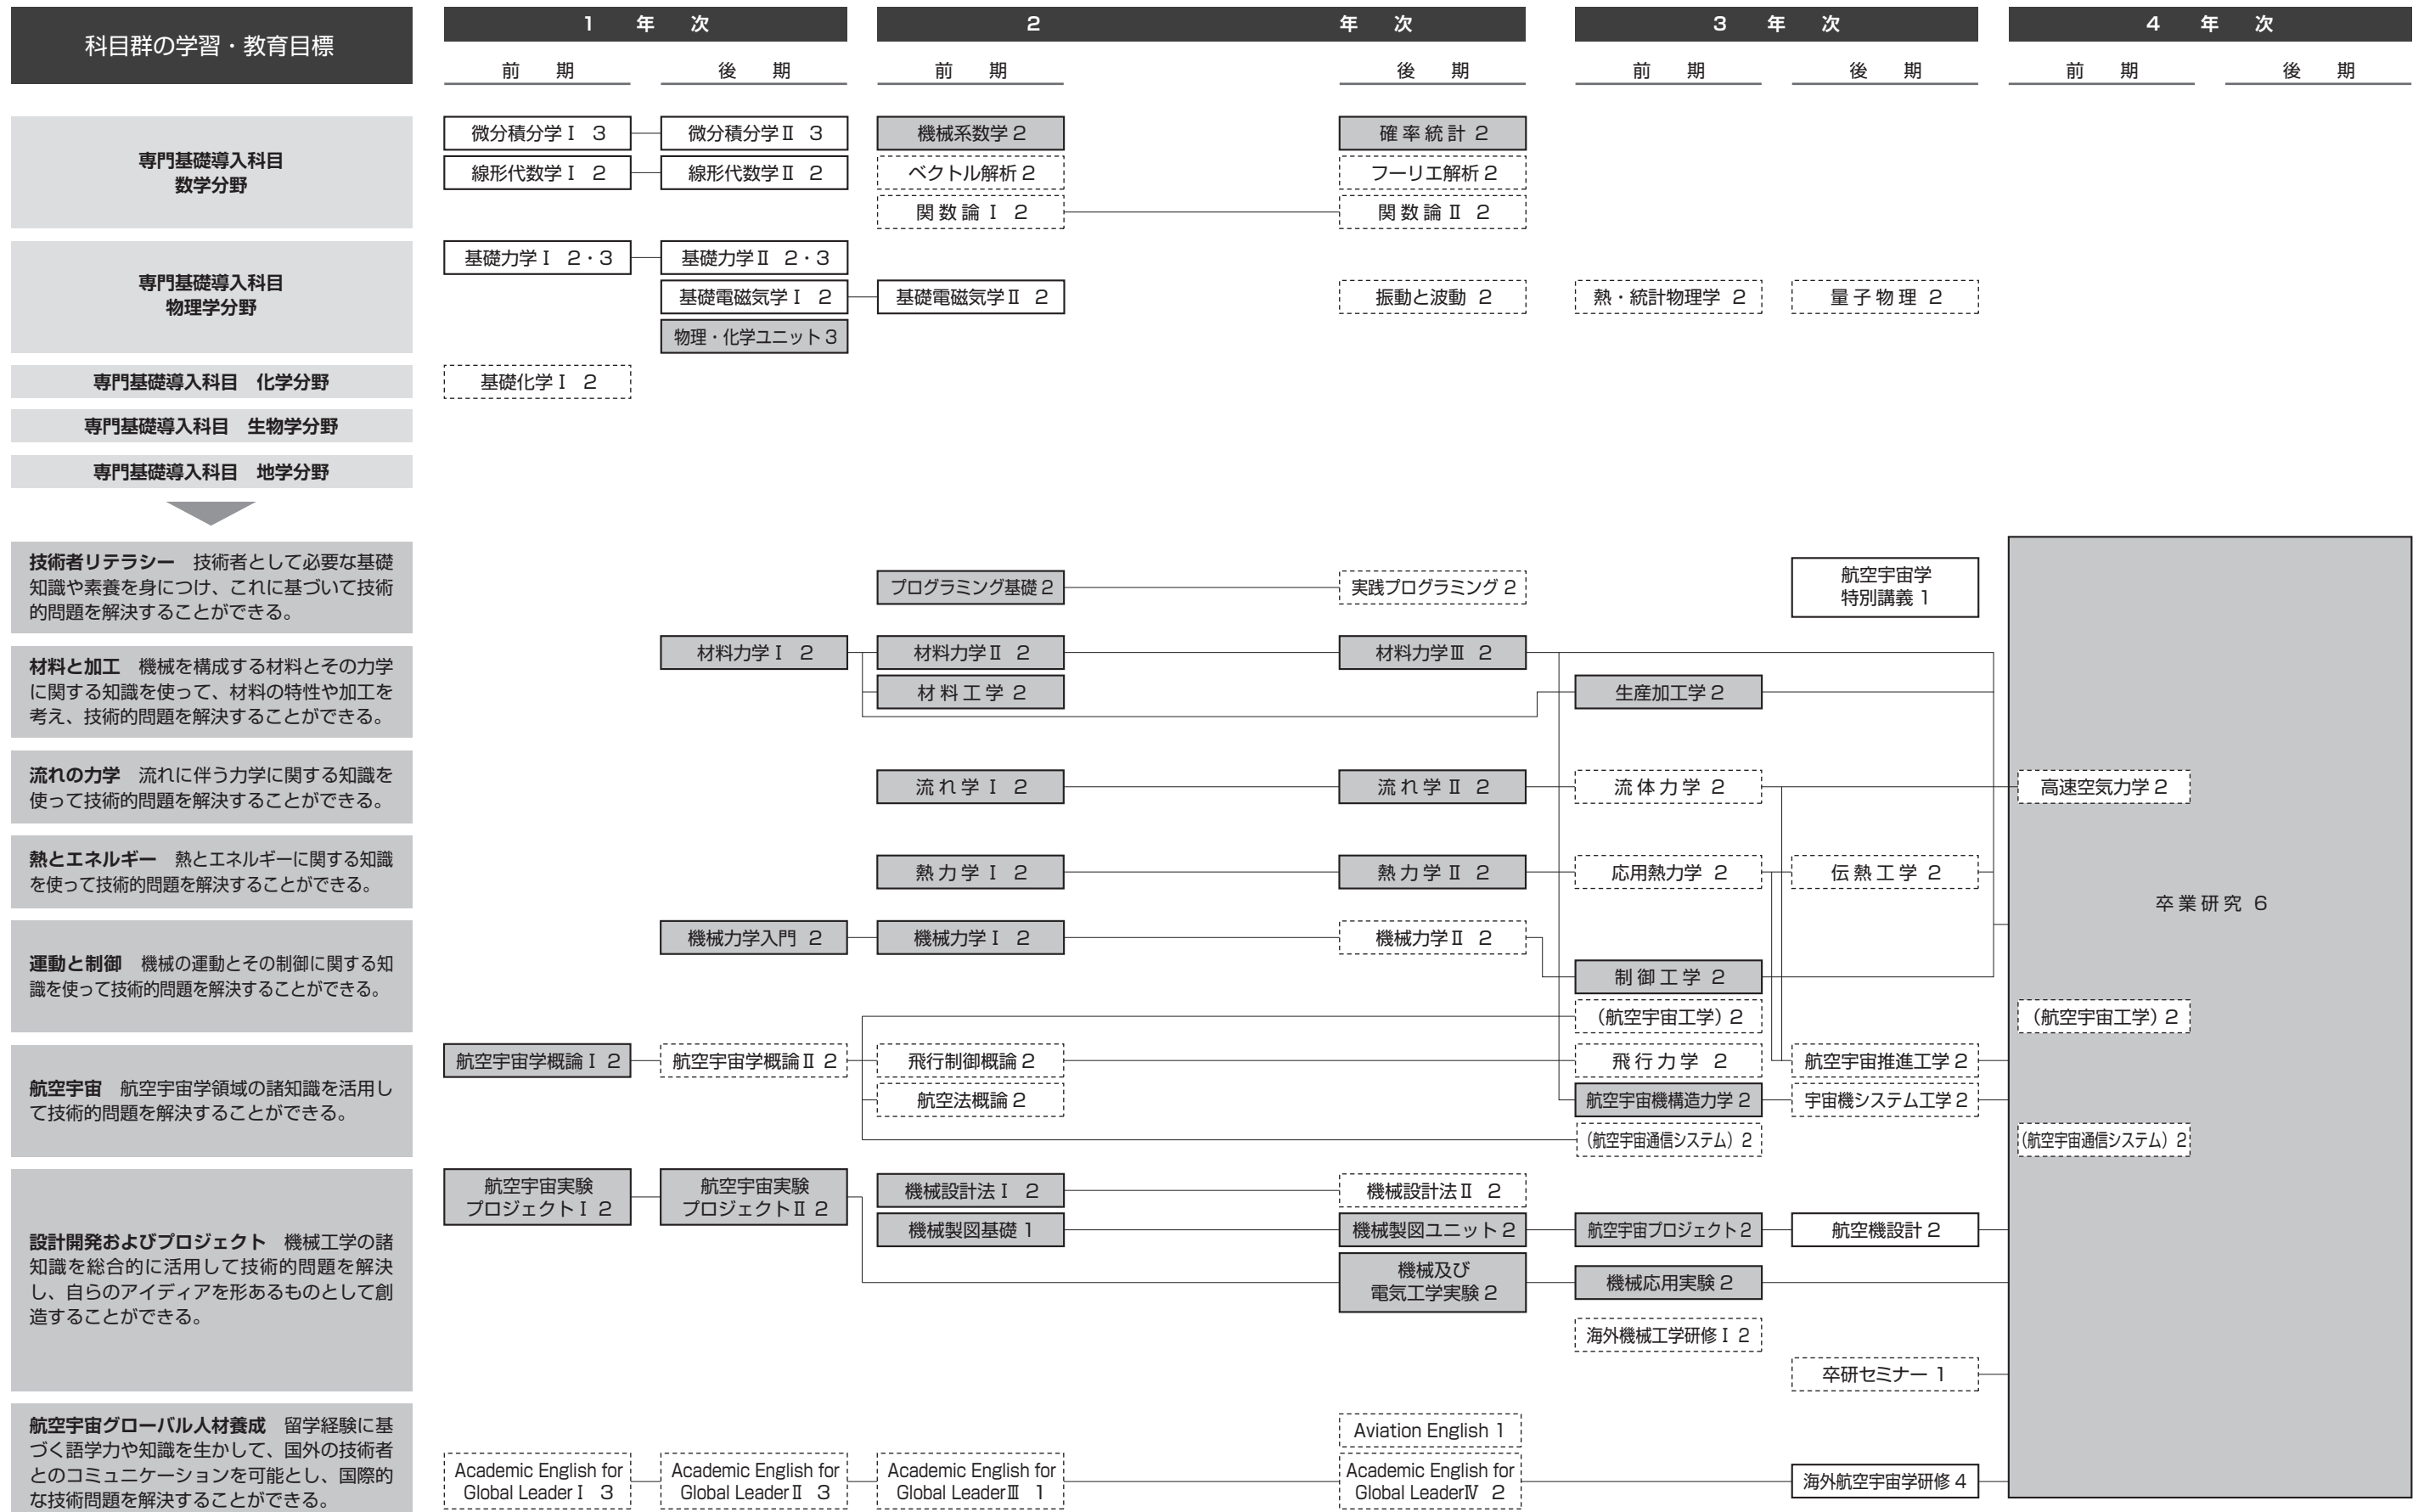 科目群の学習・教育目標
1 年 次
2 年 次
3 年 次
4 年 次
前 期
後 期
前 期
後 期
前 期
後 期
前 期
後 期
専門基礎導入科目
数学分野
微分積分学Ⅰ 3
微分積分学Ⅱ 3
機械系数学 2
確率統計 2
線形代数学Ⅰ 2
線形代数学Ⅱ 2
ベクトル解析 2
フーリエ解析 2
関数論Ⅰ 2
関数論Ⅱ 2
専門基礎導入科目
物理学分野
基礎力学Ⅰ 2・3
基礎力学Ⅱ 2・3
基礎電磁気学Ⅰ 2
基礎電磁気学Ⅱ 2
振動と波動 2
熱・統計物理学 2
量子物理 2
物理・化学ユニット 3
専門基礎導入科目 化学分野
基礎化学Ⅰ 2
専門基礎導入科目 生物学分野
専門基礎導入科目 地学分野
技術者リテラシー 技術者として必要な基礎
知識や素養を身につけ、これに基づいて技術
的問題を解決することができる。
プログラミング基礎 2
実践プログラミング 2
航空宇宙学
特別講義 1
材料と加工 機械を構成する材料とその力学
に関する知識を使って、材料の特性や加工を
考え、技術的問題を解決することができる。
材料力学Ⅰ 2
材料力学Ⅱ 2
材料力学Ⅲ 2
材料工学 2
生産加工学 2
流れの力学 流れに伴う力学に関する知識を
使って技術的問題を解決することができる。
流れ学Ⅰ 2
流れ学Ⅱ 2
流体力学 2
高速空気力学 2
熱とエネルギー 熱とエネルギーに関する知識
を使って技術的問題を解決することができる。
熱力学Ⅰ 2
熱力学Ⅱ 2
応用熱力学 2
伝熱工学 2
卒業研究 6
運動と制御 機械の運動とその制御に関する知
識を使って技術的問題を解決することができる。
機械力学入門 2
機械力学Ⅰ 2
機械力学Ⅱ 2
制御工学 2
(航空宇宙工学) 2
(航空宇宙工学) 2
航空宇宙 航空宇宙学領域の諸知識を活用し
て技術的問題を解決することができる。
航空宇宙学概論Ⅰ 2
航空宇宙学概論Ⅱ 2
飛行制御概論 2
飛行力学 2
航空宇宙推進工学 2
航空法概論 2
航空宇宙機構造力学 2
宇宙機システム工学 2
(航空宇宙通信システム) 2
(航空宇宙通信システム) 2
設計開発およびプロジェクト 機械工学の諸
知識を総合的に活用して技術的問題を解決
し、自らのアイディアを形あるものとして創
造することができる。
航空宇宙実験
プロジェクトⅠ 2
航空宇宙実験
プロジェクトⅡ 2
機械設計法Ⅰ 2
機械設計法Ⅱ 2
機械製図基礎 1
機械製図ユニット 2
航空宇宙プロジェクト 2
航空機設計 2
機械及び
電気工学実験 2
機械応用実験 2
海外機械工学研修Ⅰ 2
卒研セミナー 1
航空宇宙グローバル人材養成 留学経験に基
づく語学力や知識を生かして、国外の技術者
とのコミュニケーションを可能とし、国際的
な技術問題を解決することができる。
Aviation English 1
Academic English for
Global LeaderⅠ 3
Academic English for
Global LeaderⅡ 3
Academic English for
Global LeaderⅢ 1
Academic English for
Global LeaderⅣ 2
海外航空宇宙学研修 4